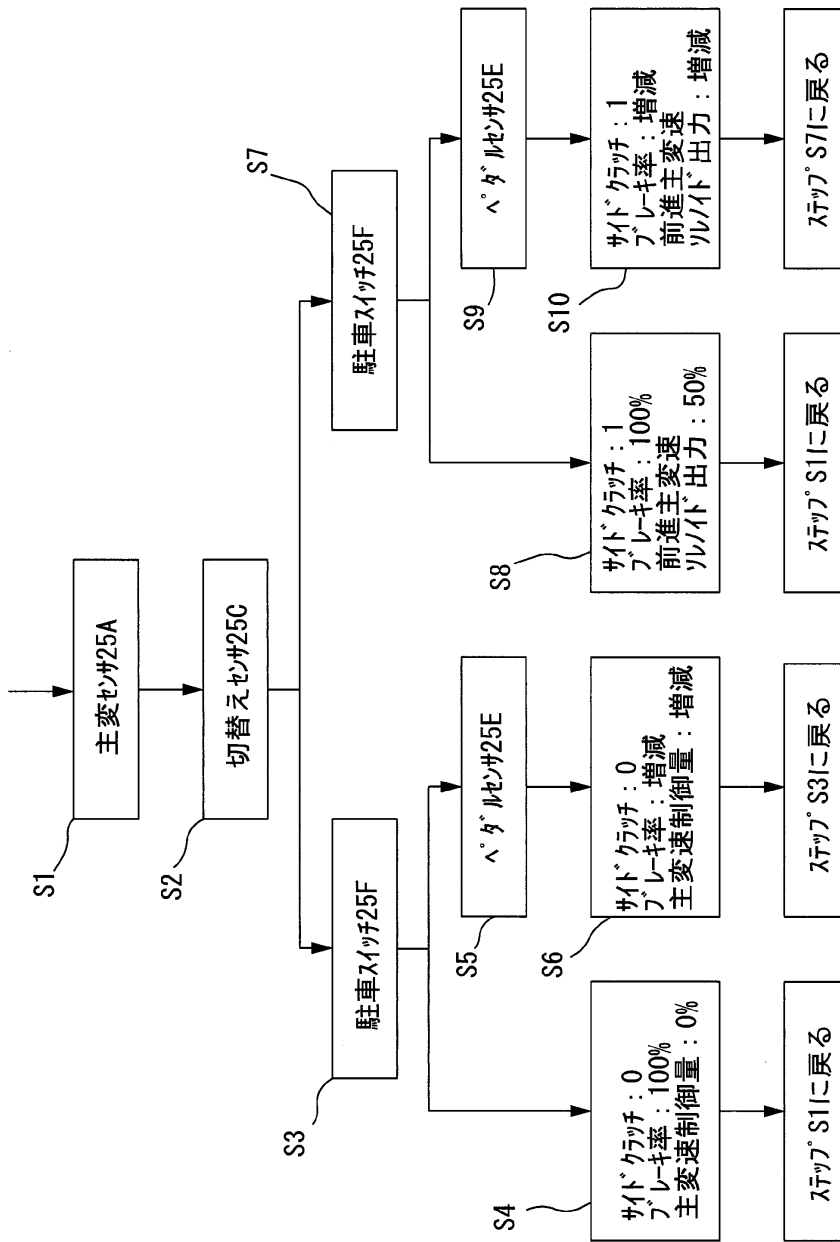 S1
主変センサ25A
S2
切替えセンサ25C
S3
駐車スイッチ25F
S7
駐車スイッチ25F
S5
ペダルセンサ25E
S9
ペダルセンサ25E
S4
サイドクラッチ：0
ブレーキ率：100%
主変速制御量：0%
S6
サイドクラッチ：0
ブレーキ率：増減
主変速制御量：増減
S8
サイドクラッチ：1
ブレーキ率：100%
前進主変速
ソレノイド出力：50%
S10
サイドクラッチ：1
ブレーキ率：増減
前進主変速
ソレノイド出力：増減
ステップS1に戻る
ステップS3に戻る
ステップS1に戻る
ステップS7に戻る